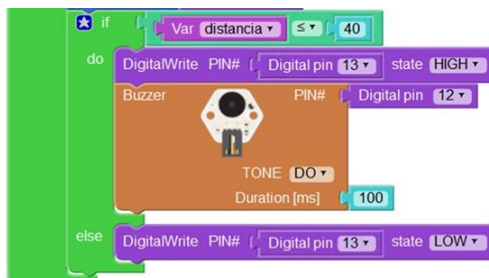 if Var distancia ≤ 40
do DigitalWrite PIN# Digital pin 13 state HIGH
Buzzer PIN# Digital pin 12
TONE DO
Duration [ms] 100
else DigitalWrite PIN# Digital pin 13 state LOW